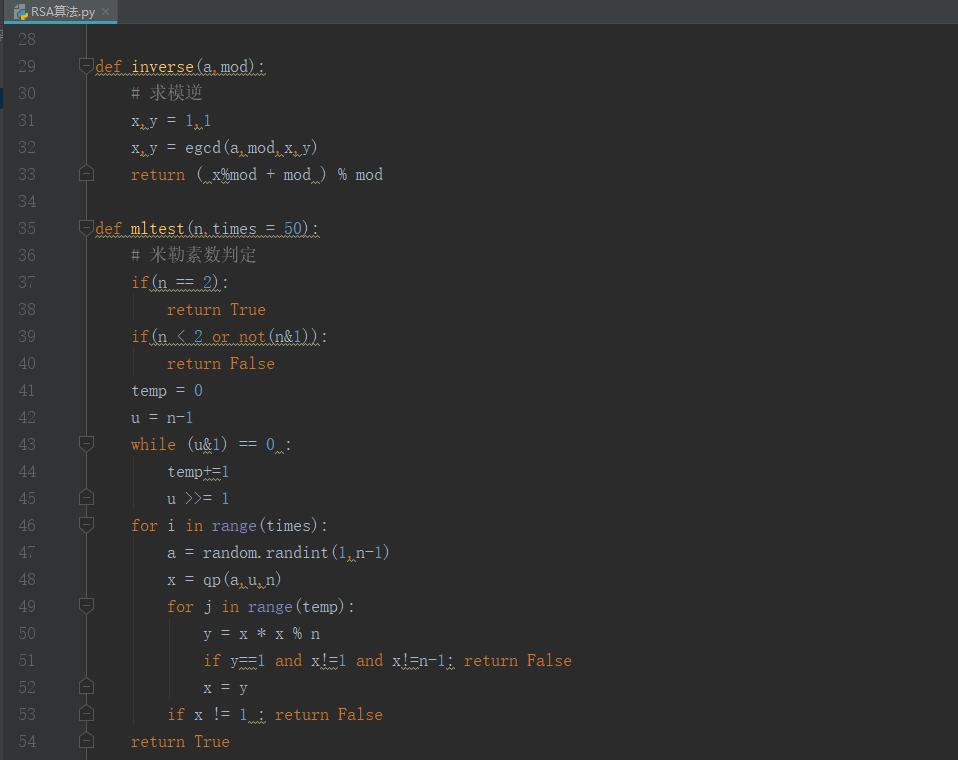 RSA算法.py ×
28
29 def inverse(a,mod):
30     # 求模逆
31     x,y = 1,1
32     x,y = egcd(a,mod,x,y)
33     return ( x%mod + mod ) % mod
34
35 def mltest(n,times = 50):
36     # 米勒素数判定
37     if(n == 2):
38         return True
39     if(n < 2 or not(n&1)):
40         return False
41     temp = 0
42     u = n-1
43     while (u&1) == 0 :
44         temp+=1
45         u >>= 1
46     for i in range(times):
47         a = random.randint(1,n-1)
48         x = qp(a,u,n)
49         for j in range(temp):
50             y = x * x % n
51             if y==1 and x!=1 and x!=n-1: return False
52             x = y
53         if x != 1 : return False
54     return True